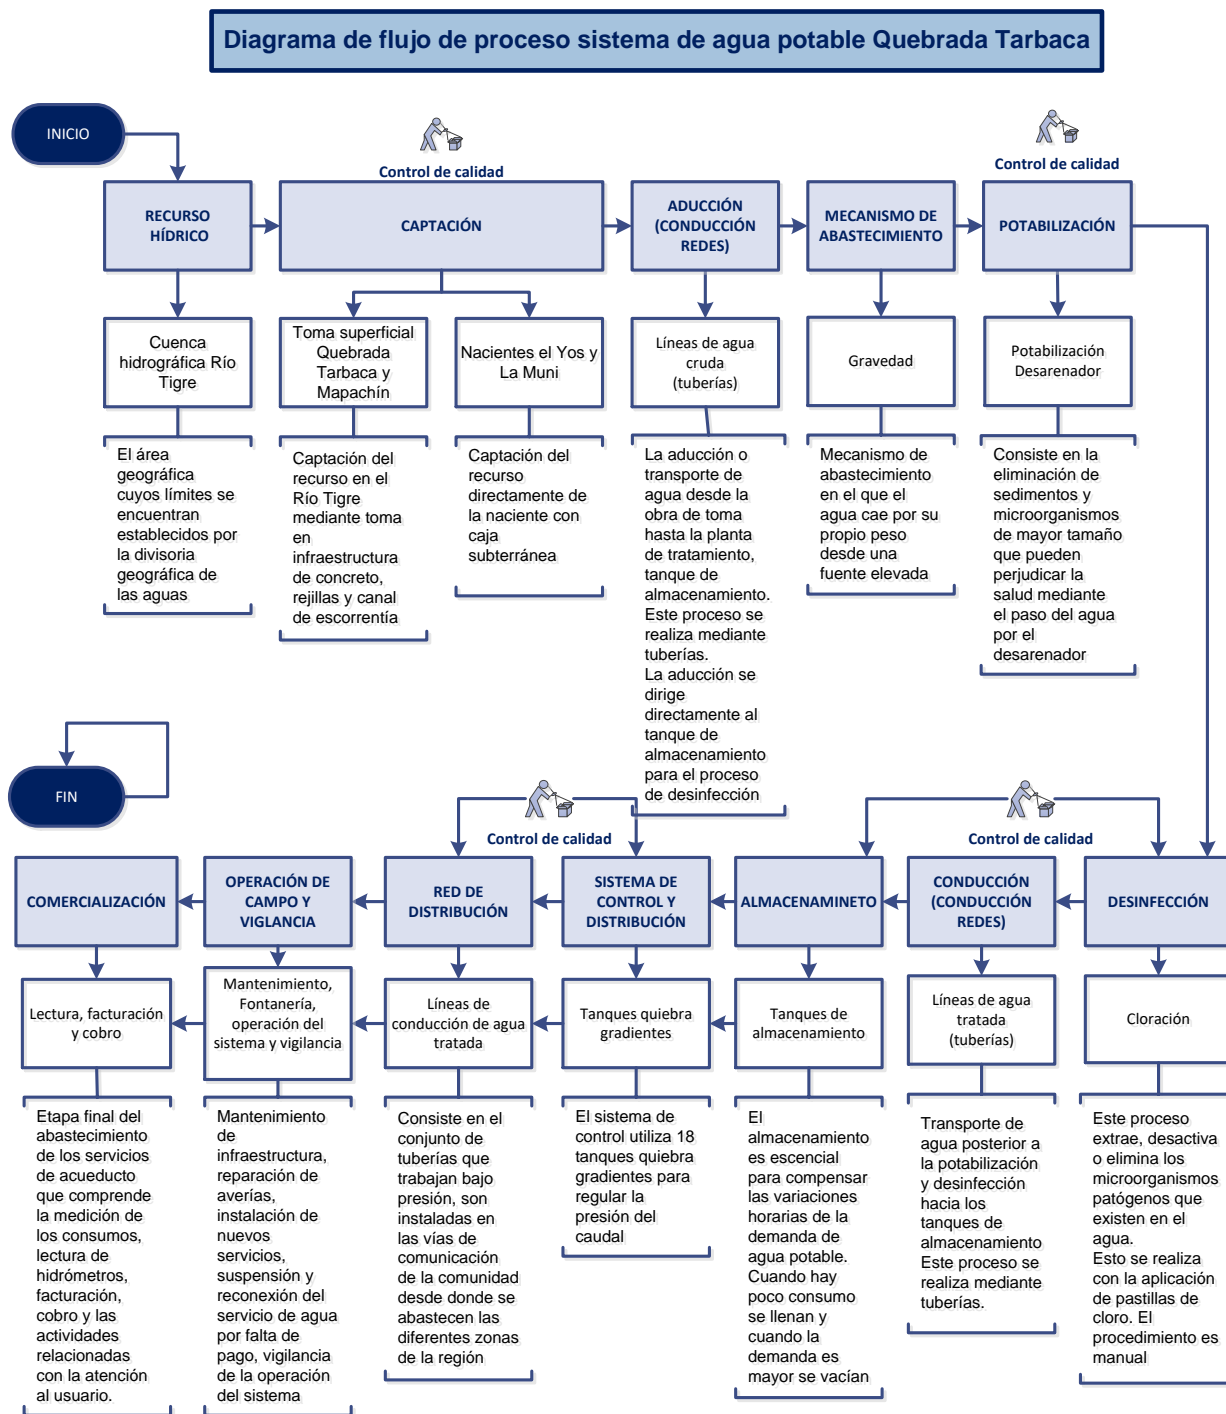 Diagrama de flujo de proceso sistema de agua potable Quebrada Tarbaca
INICIO
Control de calidad
Control de calidad
RECURSO
HÍDRICO
CAPTACIÓN
ADUCCIÓN
(CONDUCCIÓN
REDES)
MECANISMO DE
ABASTECIMIENTO
POTABILIZACIÓN
Cuenca
hidrográfica Río
Tigre
Toma superficial
Quebrada
Tarbaca y
Mapachín
Nacientes el Yos y
La Muni
Líneas de agua
cruda
(tuberías)
Gravedad
Potabilización
Desarenador
El área
geográfica
cuyos límites se
encuentran
establecidos por
la divisoria
geográfica de
las aguas
Captación del
recurso en el
Río Tigre
mediante toma
en
infraestructura
de concreto,
rejillas y canal
de escorrentía
Captación del
recurso
directamente de
la naciente con
caja
subterránea
La aducción o
transporte de
agua desde la
obra de toma
hasta la planta
de tratamiento,
tanque de
almacenamiento.
Este proceso se
realiza mediante
tuberías.
La aducción se
dirige
directamente al
tanque de
almacenamiento
para el proceso
de desinfección
Mecanismo de
abastecimiento
en el que el
agua cae por su
propio peso
desde una
fuente elevada
Consiste en la
eliminación de
sedimentos y
microorganismos
de mayor tamaño
que pueden
perjudicar la
salud mediante
el paso del agua
por el
desarenador
FIN
Control de calidad
Control de calidad
COMERCIALIZACIÓN
OPERACIÓN DE
CAMPO Y
VIGLANCIA
RED DE
DISTRIBUCIÓN
SISTEMA DE
CONTROL Y
DISTRIBUCIÓN
ALMACENAMINETO
CONDUCCIÓN
(CONDUCCIÓN
REDES)
DESINFECCIÓN
Lectura, facturación
y cobro
Mantenimiento,
Fontanería,
operación del
sistema y vigilancia
Líneas de
conducción de agua
tratada
Tanques quiebra
gradientes
Tanques de
almacenamiento
Líneas de agua
tratada
(tuberías)
Cloración
Etapa final del
abastecimiento
de los servicios
de acueducto
que comprende
la medición de
los consumos,
lectura de
hidrómetros,
facturación,
cobro y las
actividades
relacionadas
con la atención
al usuario.
Mantenimiento
de
infraestructura,
reparación de
averías,
instalación de
nuevos
servicios,
suspensión y
reconexión del
servicio de agua
por falta de
pago, vigilancia
de la operación
del sistema
Consiste en el
conjunto de
tuberías que
trabajan bajo
presión, son
instaladas en
las vías de
comunicación
de la comunidad
desde donde se
abastecen las
diferentes zonas
de la región
El sistema de
control utiliza 18
tanques quiebra
gradientes para
regular la
presión del
caudal
El
almacenamiento
es escencial
para compensar
las variaciones
horarias de la
demanda de
agua potable.
Cuando hay
poco consumo
se llenan y
cuando la
demanda es
mayor se vacían
Transporte de
agua posterior a
la potabilización
y desinfección
hacia los
tanques de
almacenamiento
Este proceso se
realiza mediante
tuberías.
Este proceso
extrae, desactiva
o elimina los
microorganismos
patógenos que
existen en el
agua.
Esto se realiza
con la aplicación
de pastillas de
cloro. El
procedimiento es
manual